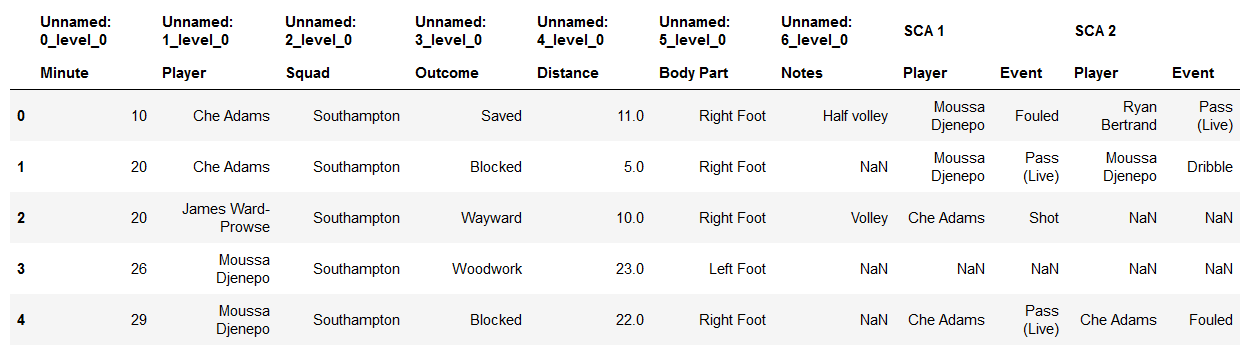 Unnamed: 0_level_0 Unnamed: 1_level_0 Unnamed: 2_level_0 Unnamed: 3_level_0 Unnamed: 4_level_0 Unnamed: 5_level_0 Unnamed: 6_level_0 SCA 1 SCA 2
Minute Player Squad Outcome Distance Body Part Notes Player Event Player Event
0 10 Che Adams Southampton Saved 11.0 Right Foot Half volley Moussa Djenepo Fouled Ryan Bertrand Pass (Live)
1 20 Che Adams Southampton Blocked 5.0 Right Foot NaN Moussa Djenepo Pass (Live) Moussa Djenepo Dribble
2 20 James Ward-Prowse Southampton Wayward 10.0 Right Foot Volley Che Adams Shot NaN NaN
3 26 Moussa Djenepo Southampton Woodwork 23.0 Left Foot NaN NaN NaN NaN NaN
4 29 Moussa Djenepo Southampton Blocked 22.0 Right Foot NaN Che Adams Pass (Live) Che Adams Fouled